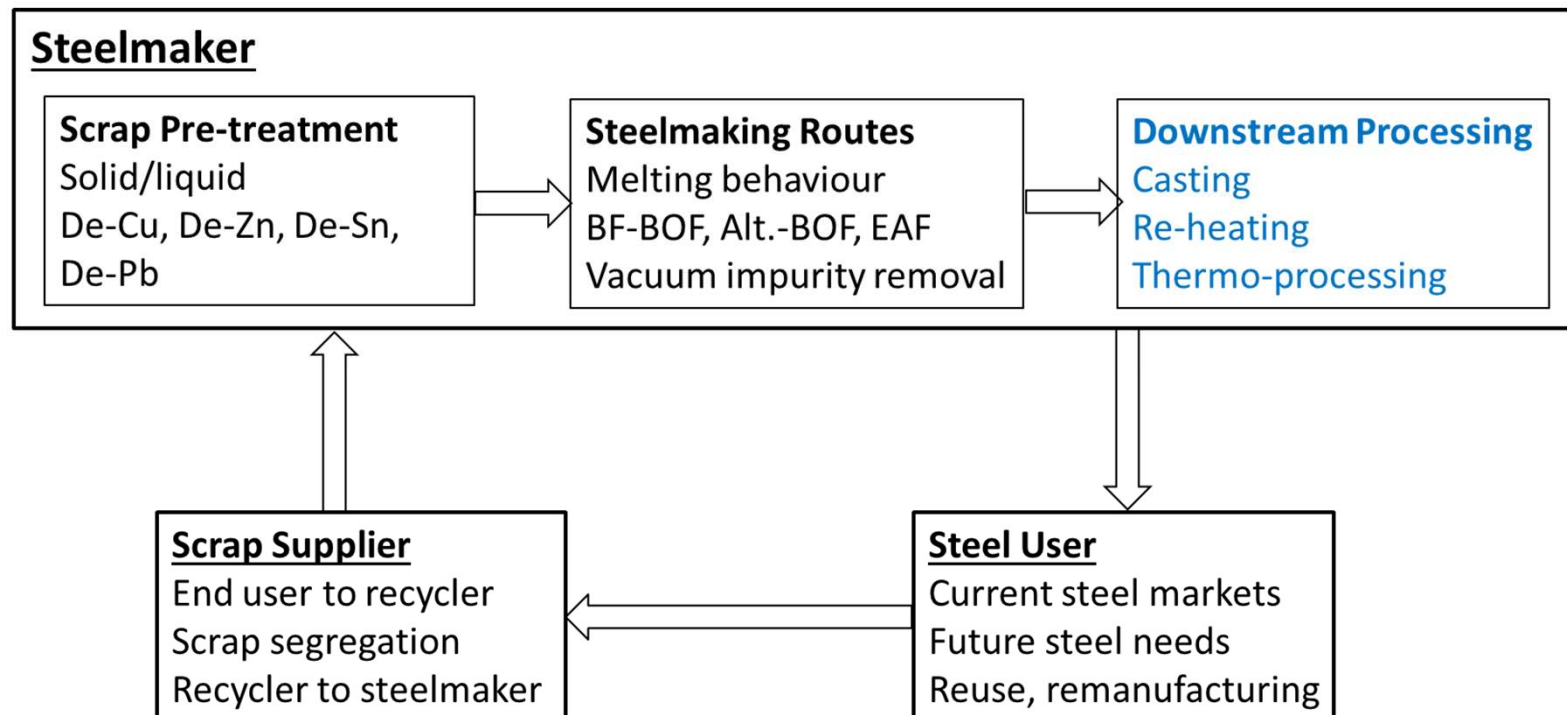 Steelmaker
Scrap Pre-treatment
Solid/liquid
De-Cu, De-Zn, De-Sn,
De-Pb
Steelmaking Routes
Melting behaviour
BF-BOF, Alt.-BOF, EAF
Vacuum impurity removal
Downstream Processing
Casting
Re-heating
Thermo-processing
Scrap Supplier
End user to recycler
Scrap segregation
Recycler to steelmaker
Steel User
Current steel markets
Future steel needs
Reuse, remanufacturing